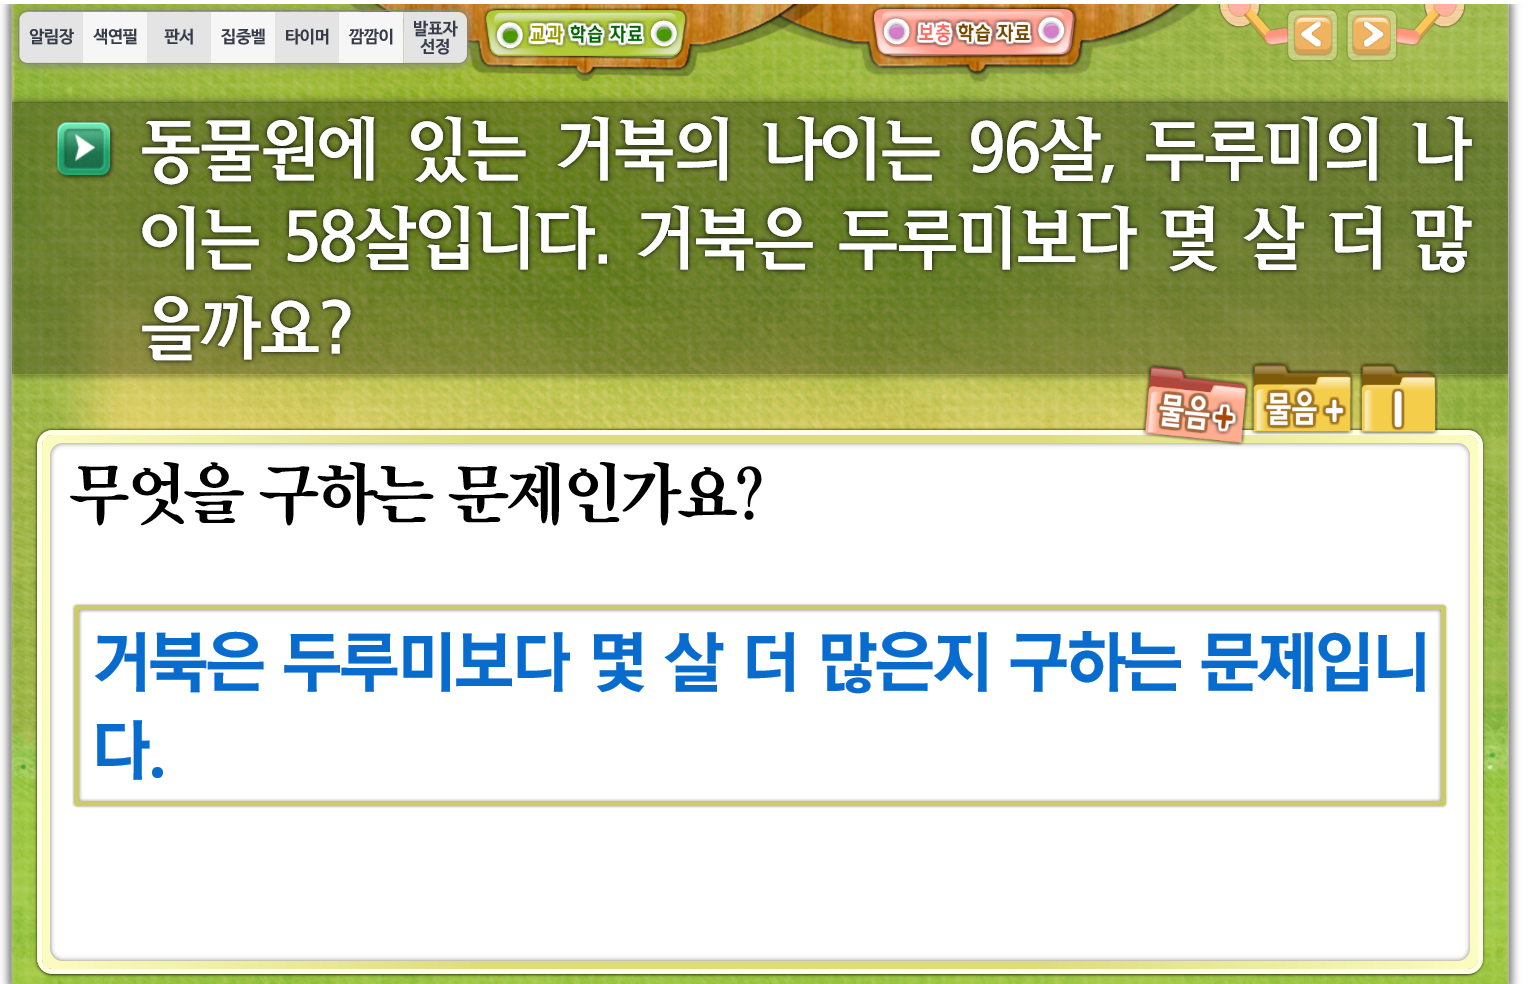 알림장 색연필 판서 집중벨 타이머 깜깜이 발표자
선정
교과 학습 자료
보충 학습 자료
동물원에 있는 거북의 나이는 96살, 두루미의 나
이는 58살입니다. 거북은 두루미보다 몇 살 더 많
을까요?
물음+ 물음+ 1
무엇을 구하는 문제인가요?
거북은 두루미보다 몇 살 더 많은지 구하는 문제입니
다.